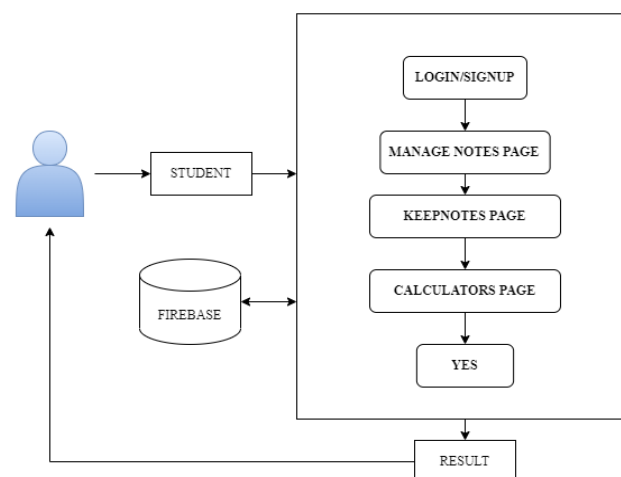 LOGIN/SIGNUP
MANAGE NOTES PAGE
STUDENT
KEEPNOTES PAGE
CALCULATORS PAGE
FIREBASE
YES
RESULT